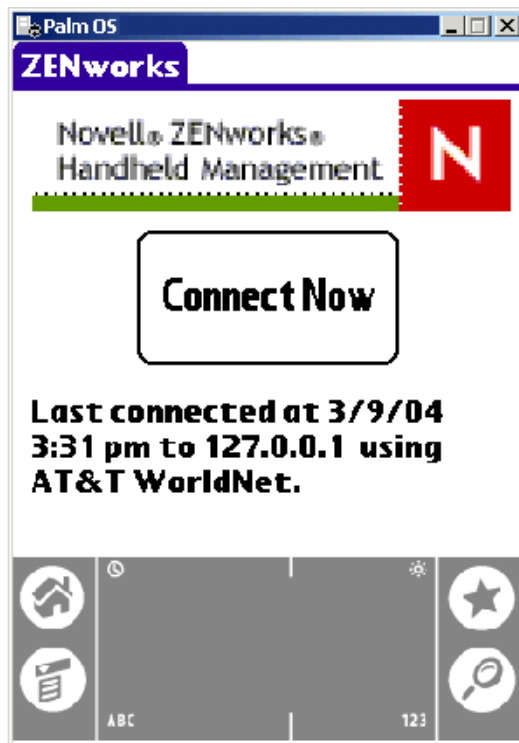 Palm OS
ZENworks
Novell® ZENworks®
Handheld Management
N
Connect Now
Last connected at 3/9/04
3:31 pm to 127.0.0.1 using
AT&T WorldNet.
ABC
123